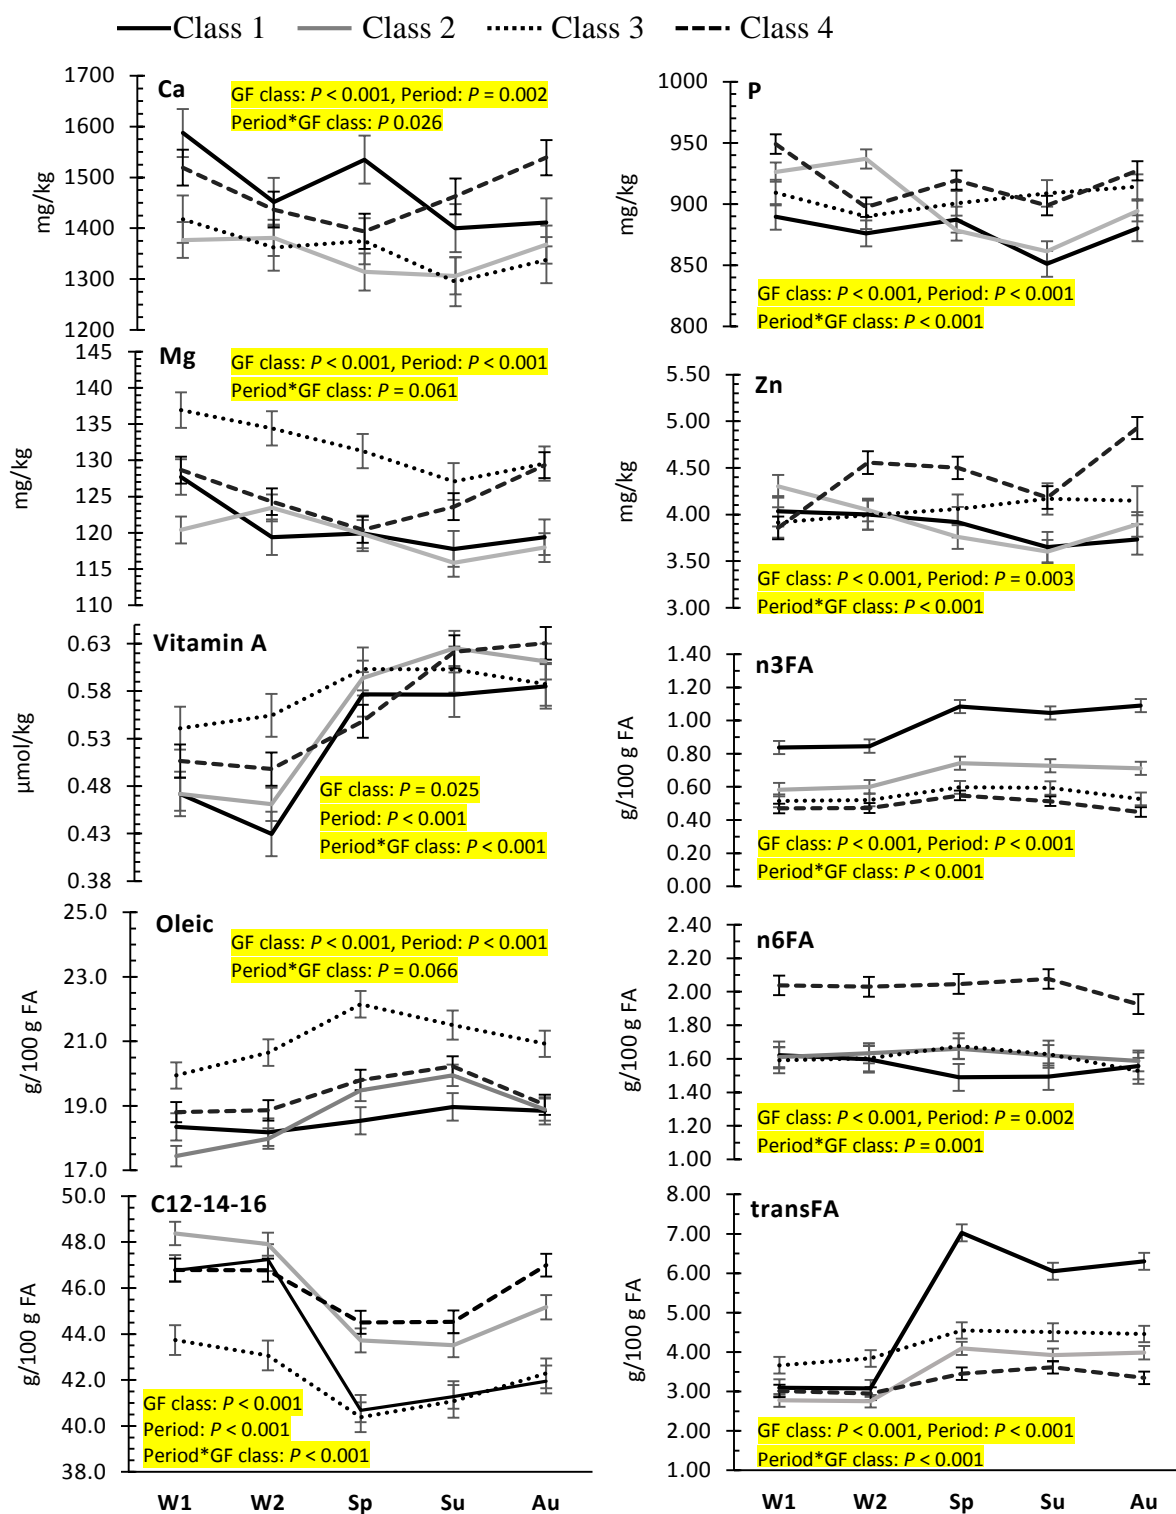 Class 1 Class 2 Class 3 Class 4
Ca
GF class: P < 0.001, Period: P = 0.002
Period*GF class: P 0.026
mg/kg
1700
1600
1500
1400
1300
1200
P
GF class: P < 0.001, Period: P < 0.001
Period*GF class: P < 0.001
mg/kg
1000
950
900
850
800
Mg
GF class: P < 0.001, Period: P < 0.001
Period*GF class: P = 0.061
mg/kg
145
140
135
130
125
120
115
110
Zn
GF class: P < 0.001, Period: P = 0.003
Period*GF class: P < 0.001
mg/kg
5.50
5.00
4.50
4.00
3.50
3.00
Vitamin A
GF class: P = 0.025
Period: P < 0.001
Period*GF class: P < 0.001
µmol/kg
0.63
0.58
0.53
0.48
0.43
0.38
n3FA
GF class: P < 0.001, Period: P < 0.001
Period*GF class: P < 0.001
g/100 g FA
1.40
1.20
1.00
0.80
0.60
0.40
0.20
0.00
Oleic
GF class: P < 0.001, Period: P < 0.001
Period*GF class: P = 0.066
g/100 g FA
25.0
23.0
21.0
19.0
17.0
n6FA
GF class: P < 0.001, Period: P = 0.002
Period*GF class: P = 0.001
g/100 g FA
2.40
2.20
2.00
1.80
1.60
1.40
1.20
1.00
C12-14-16
GF class: P < 0.001
Period: P < 0.001
Period*GF class: P < 0.001
g/100 g FA
50.0
48.0
46.0
44.0
42.0
40.0
38.0
W1 W2 Sp Su Au
transFA
GF class: P < 0.001, Period: P < 0.001
Period*GF class: P < 0.001
g/100 g FA
8.00
7.00
6.00
5.00
4.00
3.00
2.00
1.00
W1 W2 Sp Su Au